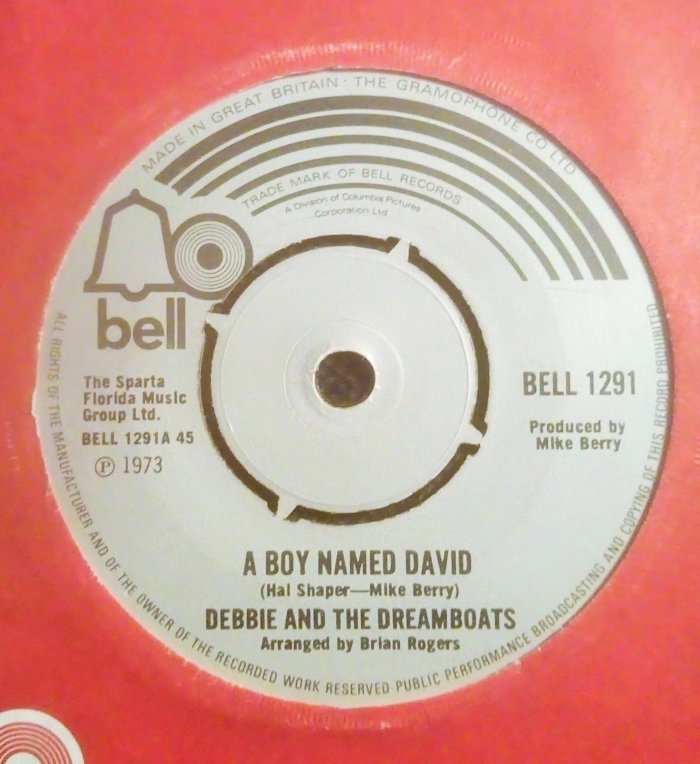 MADE IN GREAT BRITAIN · THE GRAMOPHONE CO LTD
TRADE MARK OF BELL RECORDS
A Division of Columbia Pictures
Corporation Ltd
bell
The Sparta
Florida Music
Group Ltd.
BELL 1291A 45
℗ 1973
BELL 1291
Produced by
Mike Berry
A BOY NAMED DAVID
(Hal Shaper—Mike Berry)
DEBBIE AND THE DREAMBOATS
Arranged by Brian Rogers
ALL RIGHTS OF THE MANUFACTURER AND OF THE OWNER OF THE RECORDED WORK RESERVED PUBLIC PERFORMANCE BROADCASTING AND COPYING OF THIS RECORD PROHIBITED